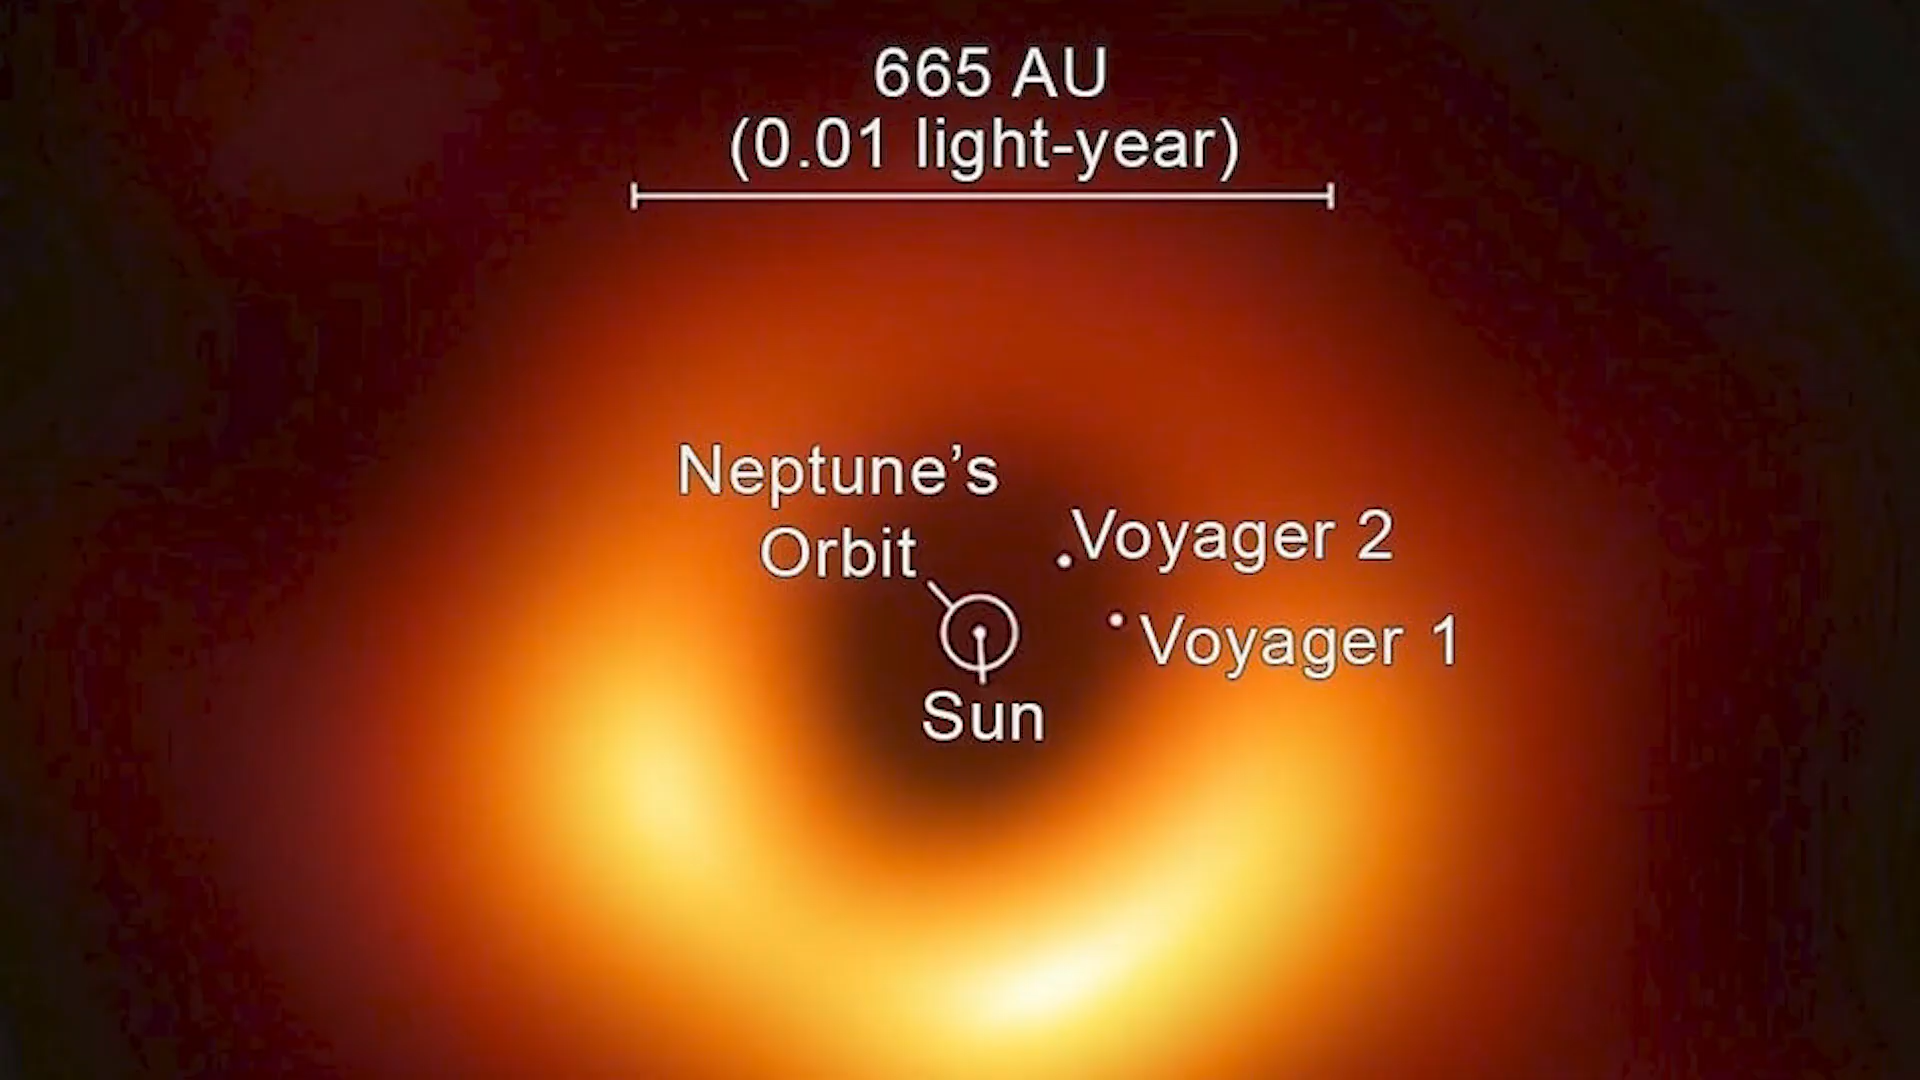 665 AU
(0.01 light-year)
Neptune’s
Orbit
Voyager 2
Voyager 1
Sun